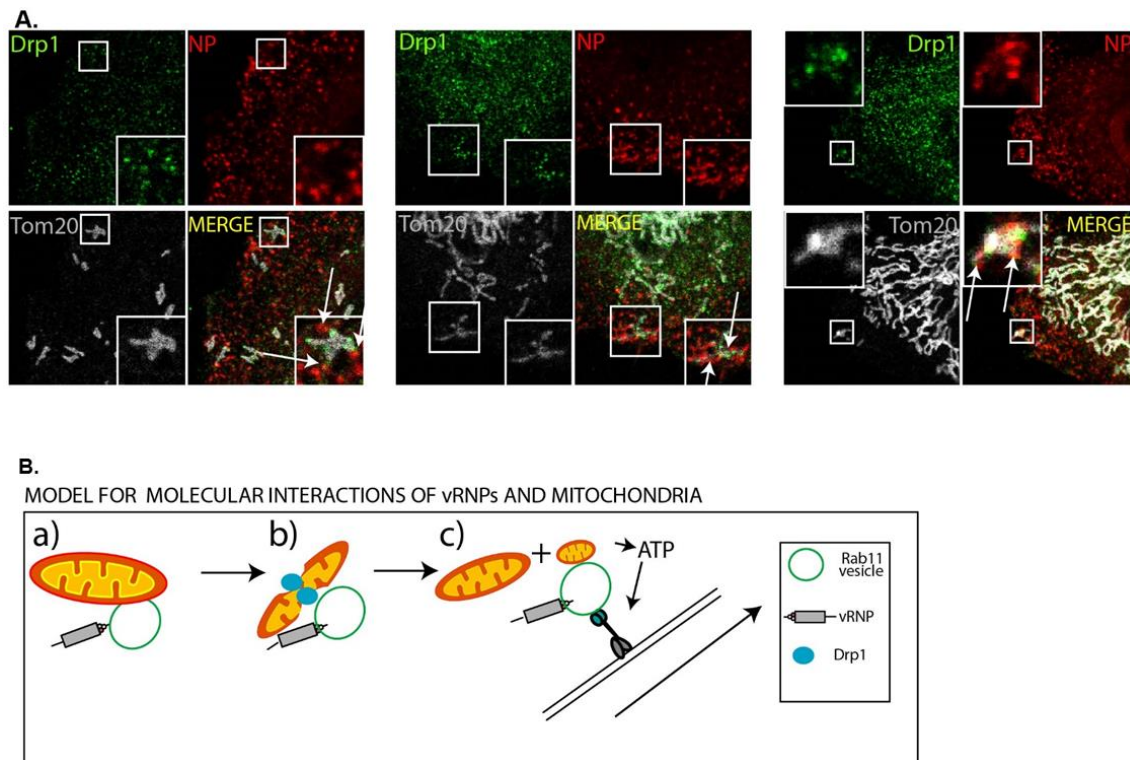 A.
Drp1 NP Drp1 NP Drp1 NP
Tom20 MERGE Tom20 MERGE Tom20 MERGE
B.
MODEL FOR MOLECULAR INTERACTIONS OF vRNPs AND MITOCHONDRIA
a) b) c)
+ ATP
Rab11
vesicle
vRNP
Drp1